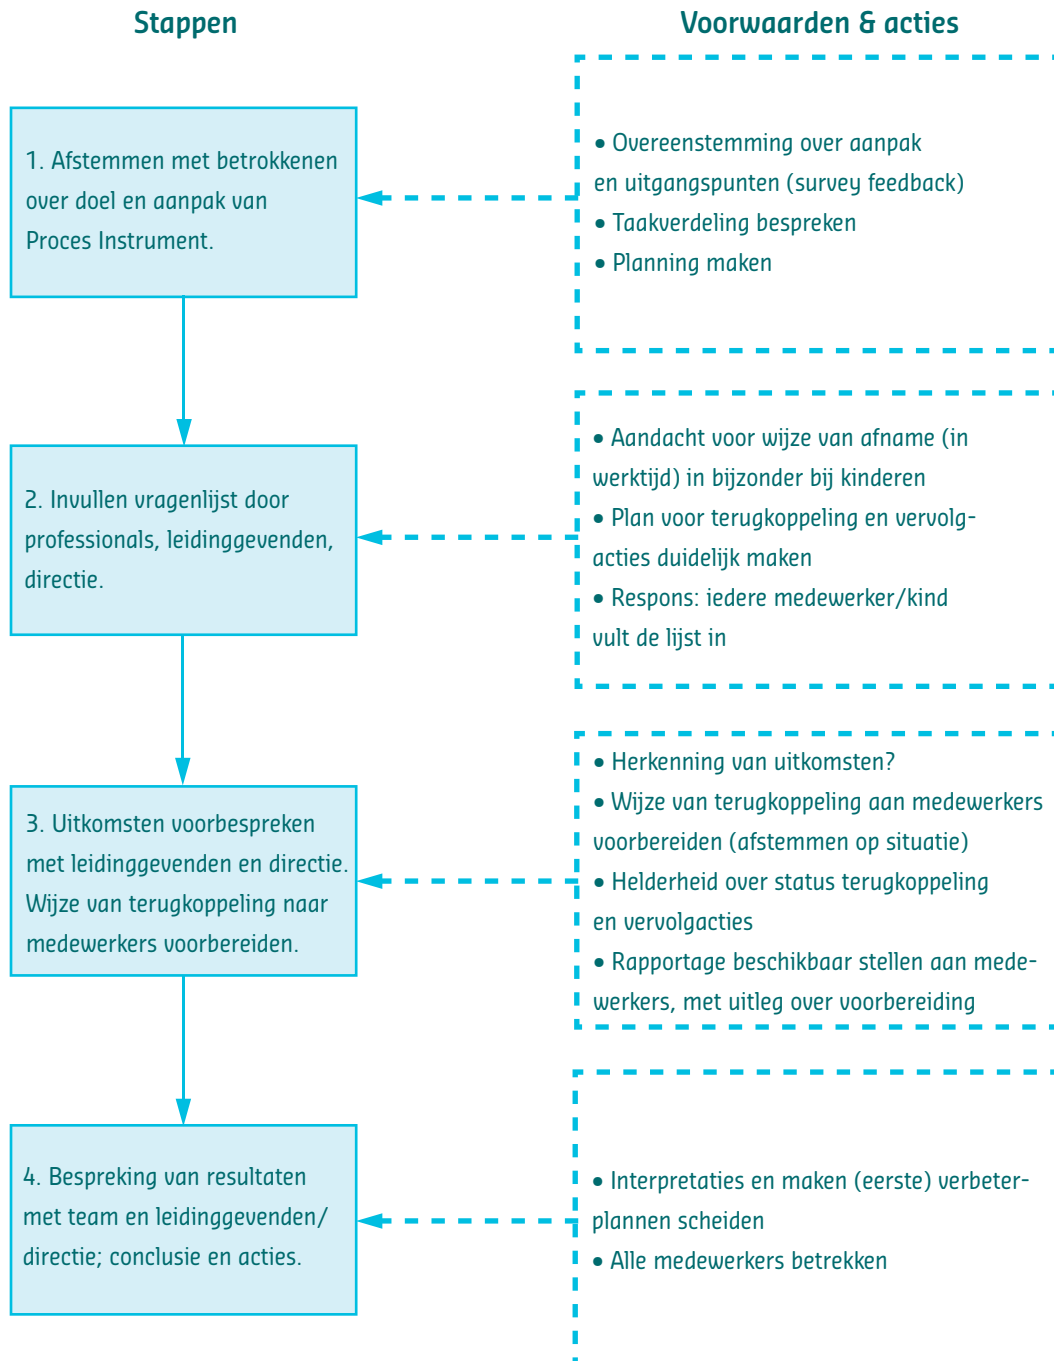 Stappen
Voorwaarden & acties
1. Afstemmen met betrokkenen
over doel en aanpak van
Proces Instrument.
• Overeenstemming over aanpak
en uitgangspunten (survey feedback)
• Taakverdeling bespreken
• Planning maken
2. Invullen vragenlijst door
professionals, leidinggevenden,
directie.
• Aandacht voor wijze van afname (in
werktijd) in bijzonder bij kinderen
• Plan voor terugkoppeling en vervolg-
acties duidelijk maken
• Respons: iedere medewerker/kind
vult de lijst in
3. Uitkomsten voorbespreken
met leidinggevenden en directie.
Wijze van terugkoppeling naar
medewerkers voorbereiden.
• Herkenning van uitkomsten?
• Wijze van terugkoppeling aan medewerkers
voorbereiden (afstemmen op situatie)
• Helderheid over status terugkoppeling
en vervolgacties
• Rapportage beschikbaar stellen aan mede-
werkers, met uitleg over voorbereiding
4. Bespreking van resultaten
met team en leidinggevenden/
directie; conclusie en acties.
• Interpretaties en maken (eerste) verbeter-
plannen scheiden
• Alle medewerkers betrekken